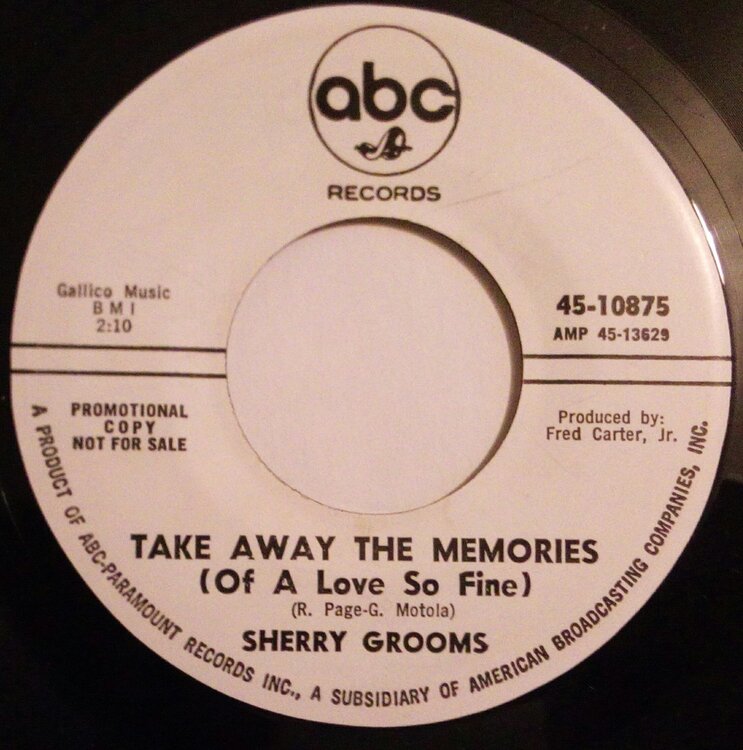 abc
RECORDS
Gallico Music
B M I
2:10
45-10875
AMP 45-13629
PROMOTIONAL
COPY
NOT FOR SALE
Produced by:
Fred Carter, Jr.
TAKE AWAY THE MEMORIES
(Of A Love So Fine)
(R. Page-G. Motola)
SHERRY GROOMS
A PRODUCT OF ABC-PARAMOUNT RECORDS INC., A SUBSIDIARY OF AMERICAN BROADCASTING COMPANIES, INC.